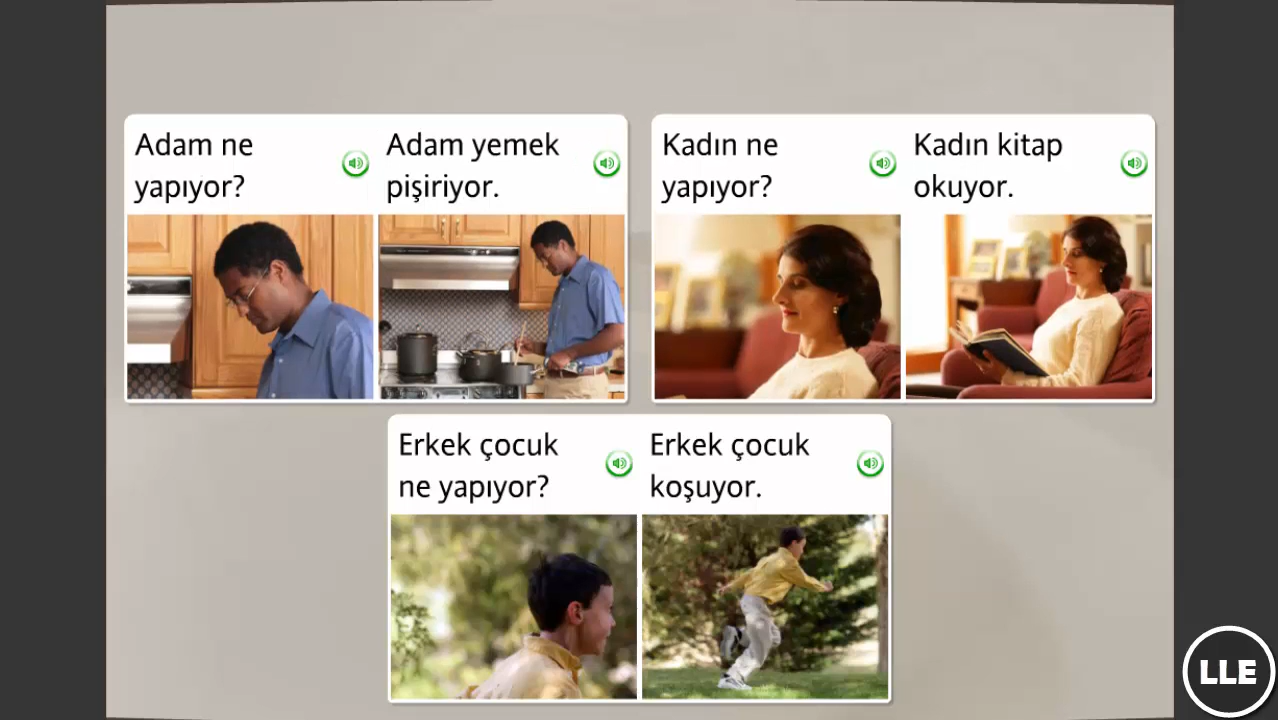 Adam ne
yapıyor?
Adam yemek
pişiriyor.
Kadın ne
yapıyor?
Kadın kitap
okuyor.
Erkek çocuk
ne yapıyor?
Erkek çocuk
koşuyor.
LLE